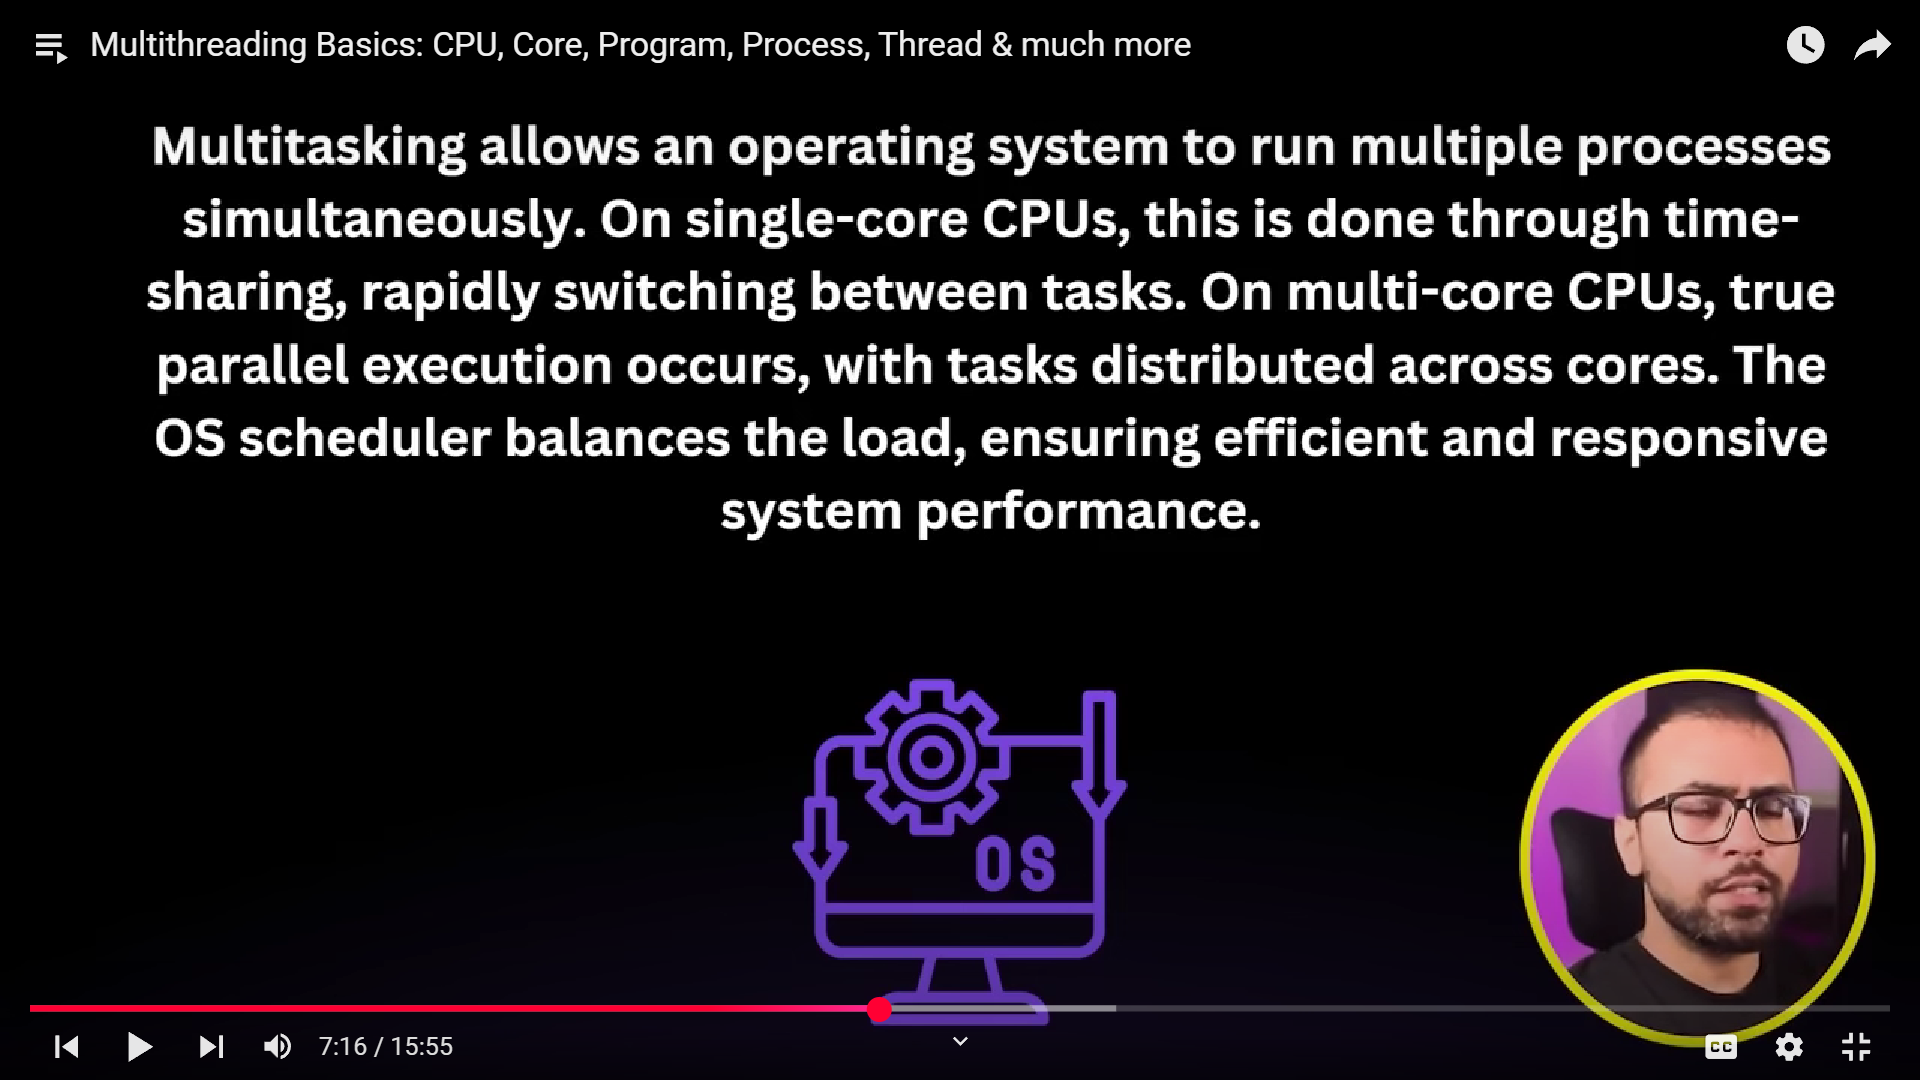 Multithreading Basics: CPU, Core, Program, Process, Thread & much more
Multitasking allows an operating system to run multiple processes
simultaneously. On single-core CPUs, this is done through time-
sharing, rapidly switching between tasks. On multi-core CPUs, true
parallel execution occurs, with tasks distributed across cores. The
OS scheduler balances the load, ensuring efficient and responsive
system performance.
OS
7:16 / 15:55
CC